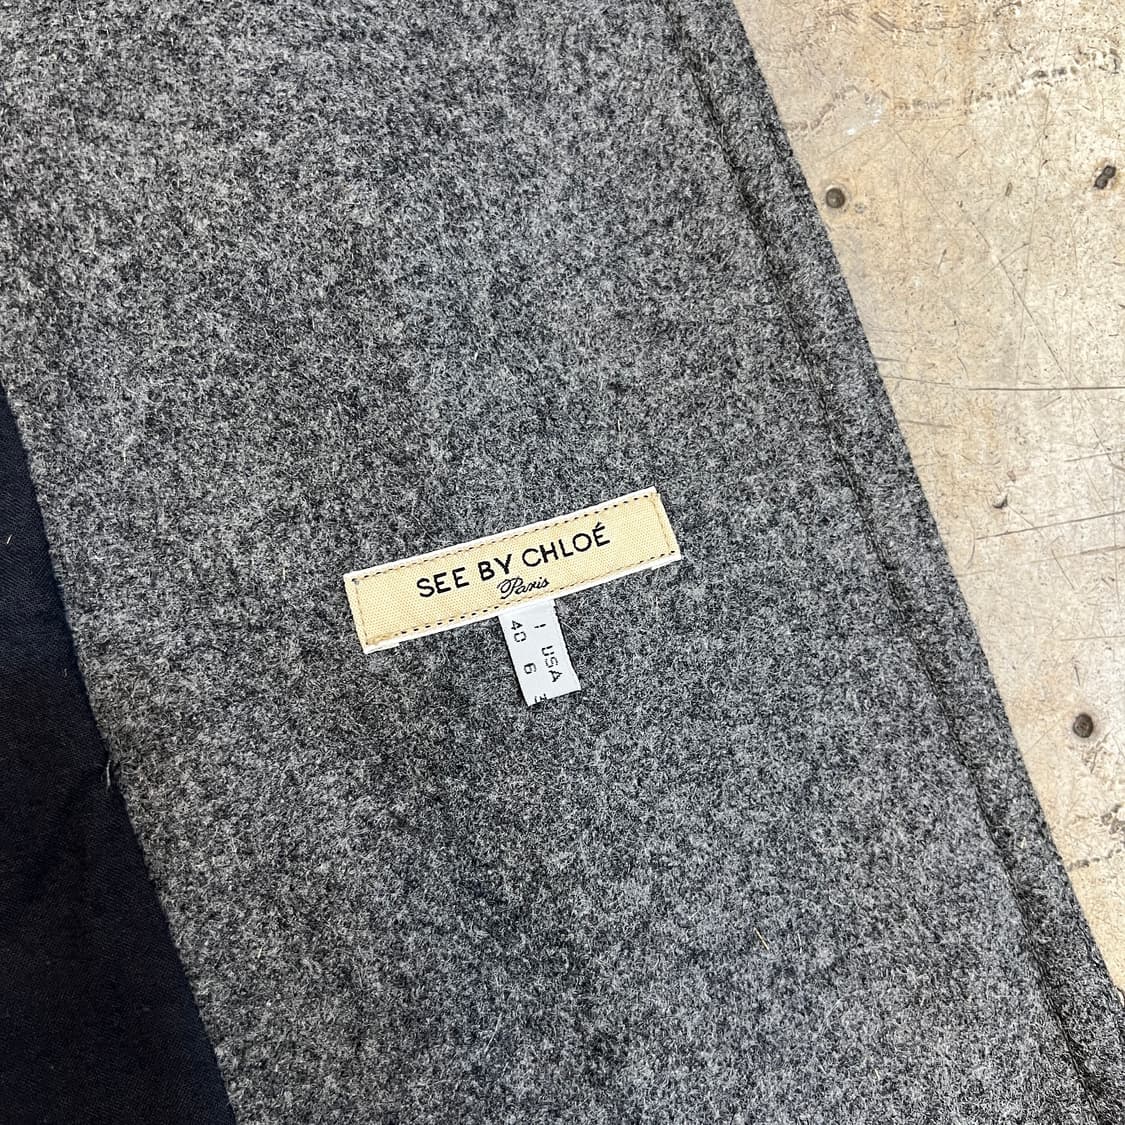 SEE BY CHLOÉ
Paris
I USA
40 6